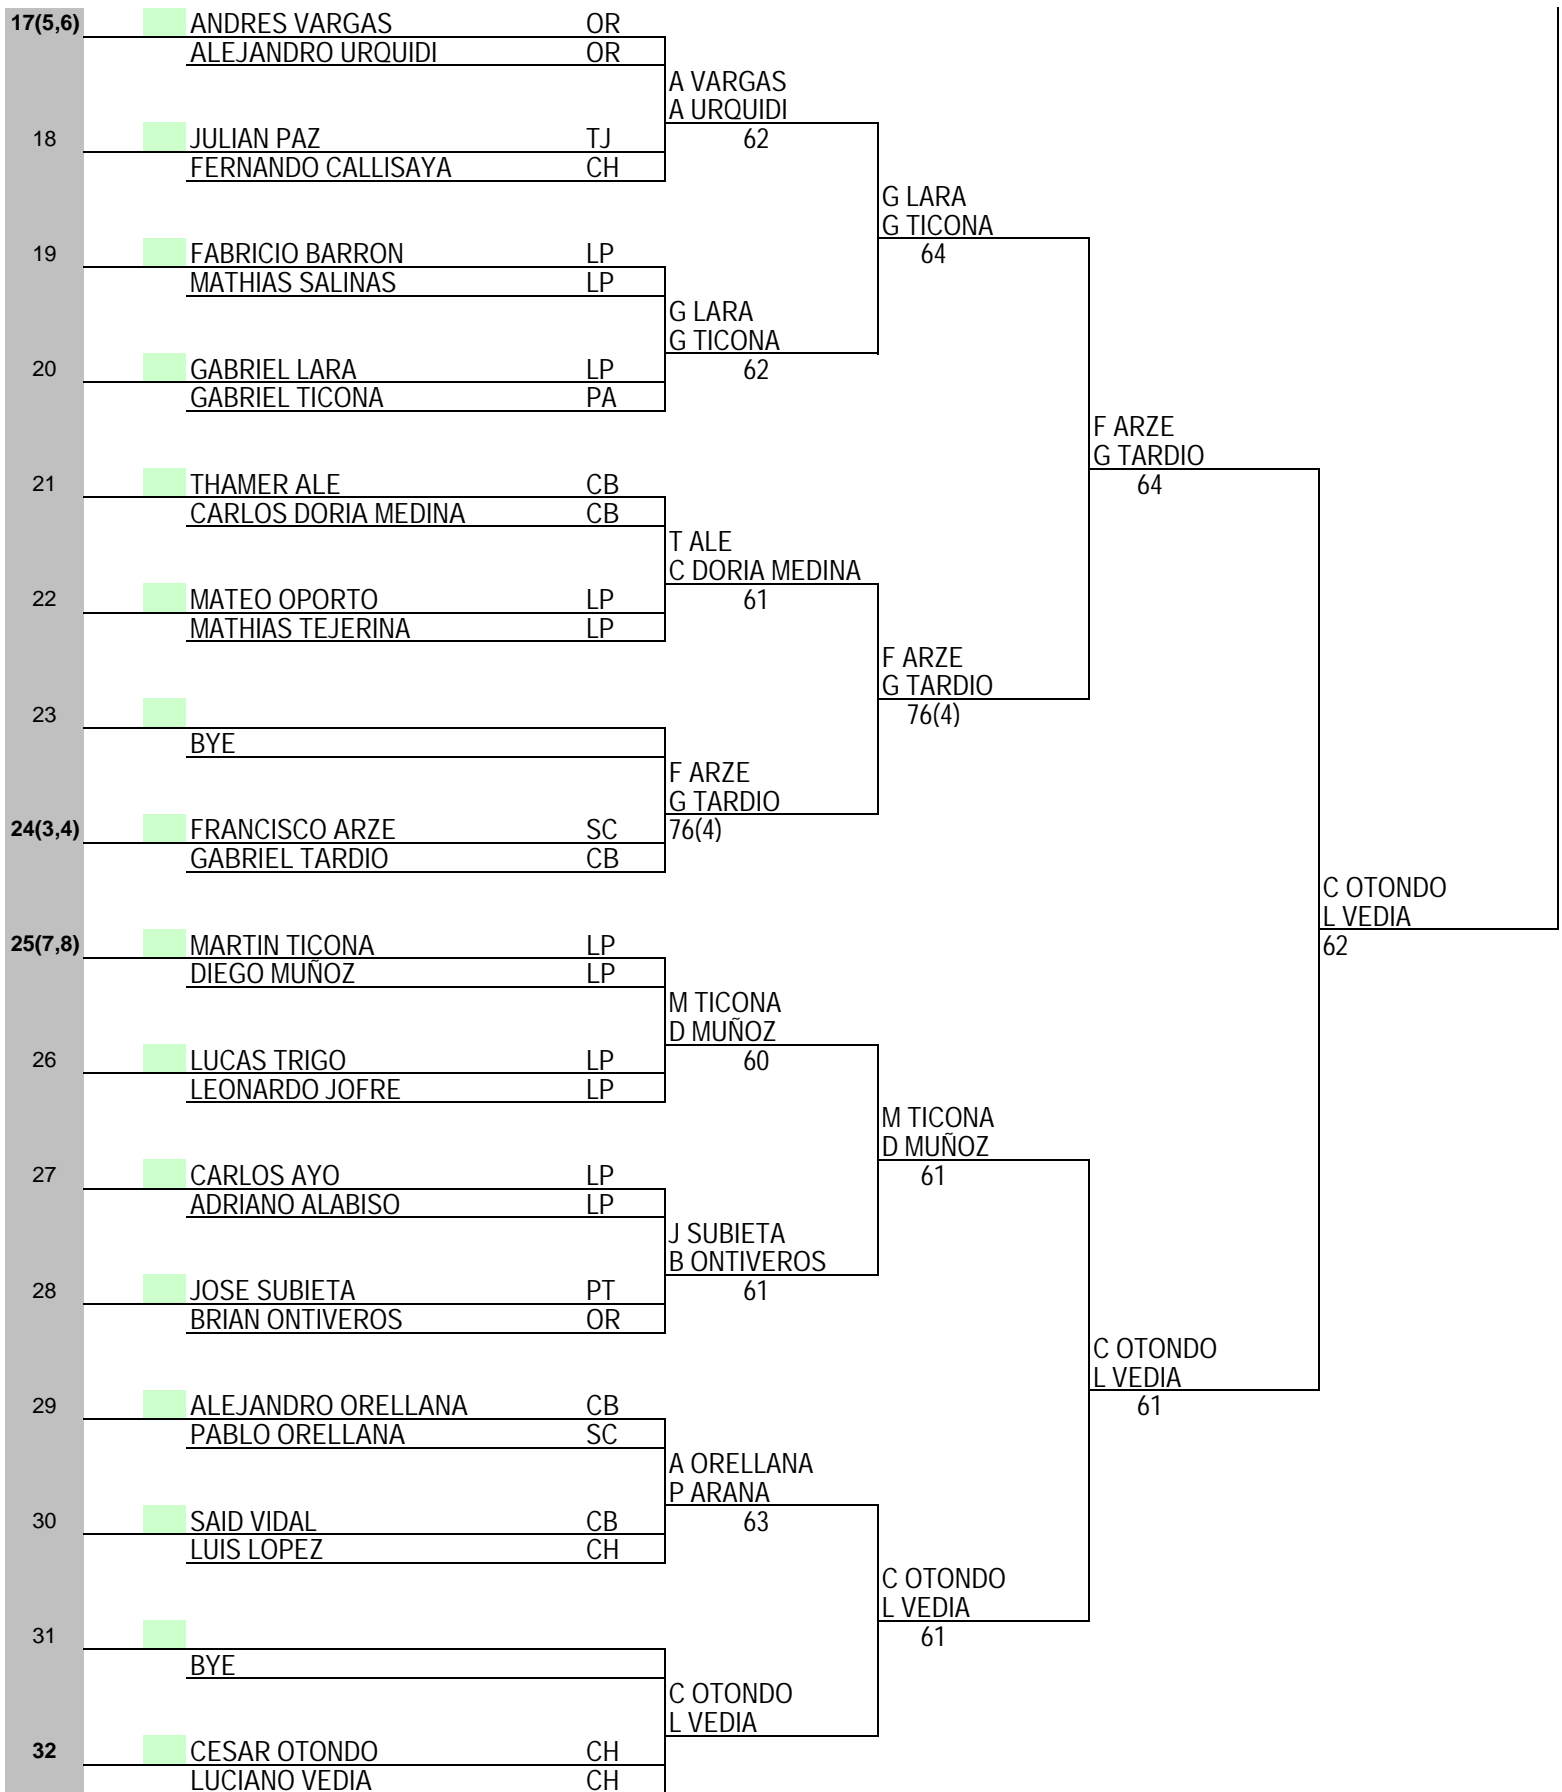 17(5,6) ANDRES VARGAS OR
ALEJANDRO URQUIDI OR
A VARGAS
A URQUIDI
18 JULIAN PAZ TJ 62
FERNANDO CALLISAYA CH
G LARA
G TICONA
19 FABRICIO BARRON LP 64
MATHIAS SALINAS LP
G LARA
G TICONA
20 GABRIEL LARA LP 62
GABRIEL TICONA PA
F ARZE
G TARDIO
21 THAMER ALE CB 64
CARLOS DORIA MEDINA CB
T ALE
C DORIA MEDINA
22 MATEO OPORTO LP 61
MATHIAS TEJERINA LP
F ARZE
G TARDIO
23 76(4)
BYE
F ARZE
G TARDIO
24(3,4) FRANCISCO ARZE SC 76(4)
GABRIEL TARDIO CB
C OTONDO
L VEDIA
25(7,8) MARTIN TICONA LP 62
DIEGO MUÑOZ LP
M TICONA
D MUÑOZ
26 LUCAS TRIGO LP 60
LEONARDO JOFRE LP
M TICONA
D MUÑOZ
27 CARLOS AYO LP 61
ADRIANO ALABISO LP
J SUBIETA
B ONTIVEROS
28 JOSE SUBIETA PT 61
BRIAN ONTIVEROS OR
C OTONDO
L VEDIA
29 ALEJANDRO ORELLANA CB 61
PABLO ORELLANA SC
A ORELLANA
P ARANA
30 SAID VIDAL CB 63
LUIS LOPEZ CH
C OTONDO
L VEDIA
31 61
BYE
C OTONDO
L VEDIA
32 CESAR OTONDO CH
LUCIANO VEDIA CH